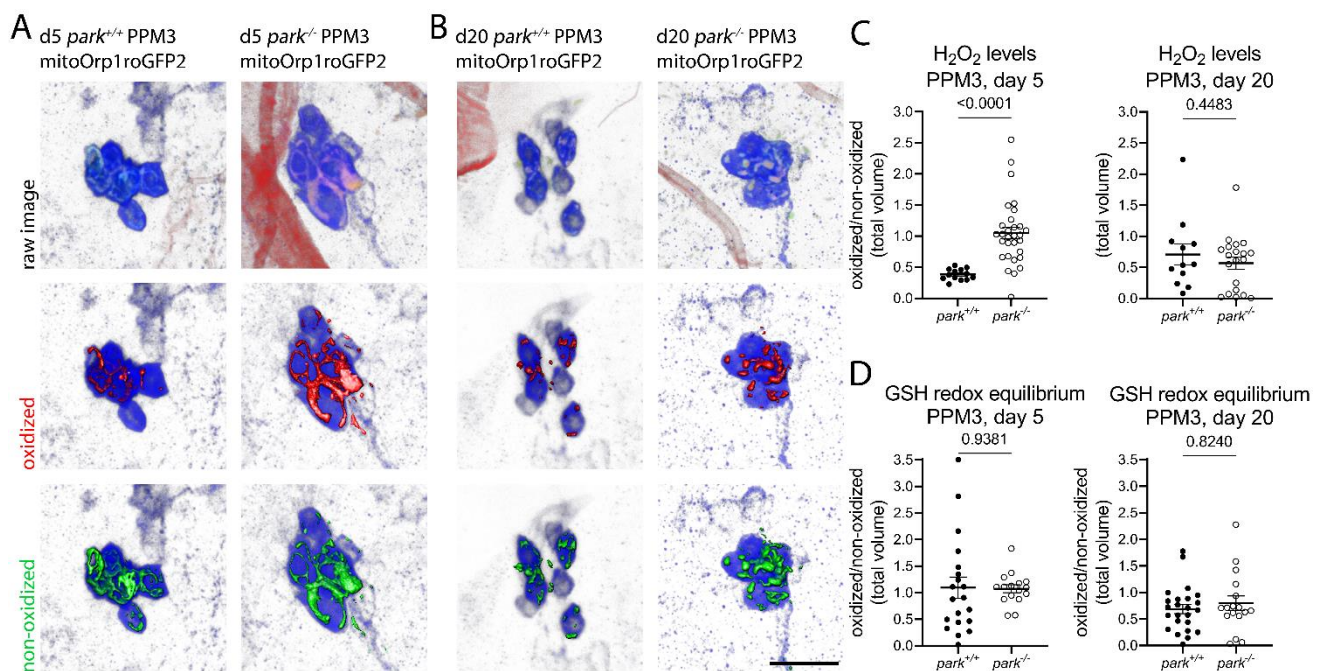 A
d5 park+/+ PPM3
mitoOrp1roGFP2
d5 park-/- PPM3
mitoOrp1roGFP2
B
d20 park+/+ PPM3
mitoOrp1roGFP2
d20 park-/- PPM3
mitoOrp1roGFP2
raw image
oxidized
non-oxidized
C
H₂O₂ levels
PPM3, day 5
<0.0001
oxidized/non-oxidized
(total volume)
3.0
2.5
2.0
1.5
1.0
0.5
0.0
park+/+
park-/-
H₂O₂ levels
PPM3, day 20
0.4483
(total volume)
3.0
2.5
2.0
1.5
1.0
0.5
0.0
park+/+
park-/-
D
GSH redox equilibrium
PPM3, day 5
0.9381
oxidized/non-oxidized
(total volume)
3.5
3.0
2.5
2.0
1.5
1.0
0.5
0.0
park+/+
park-/-
GSH redox equilibrium
PPM3, day 20
0.8240
oxidized/non-oxidized
(total volume)
3.5
3.0
2.5
2.0
1.5
1.0
0.5
0.0
park+/+
park-/-